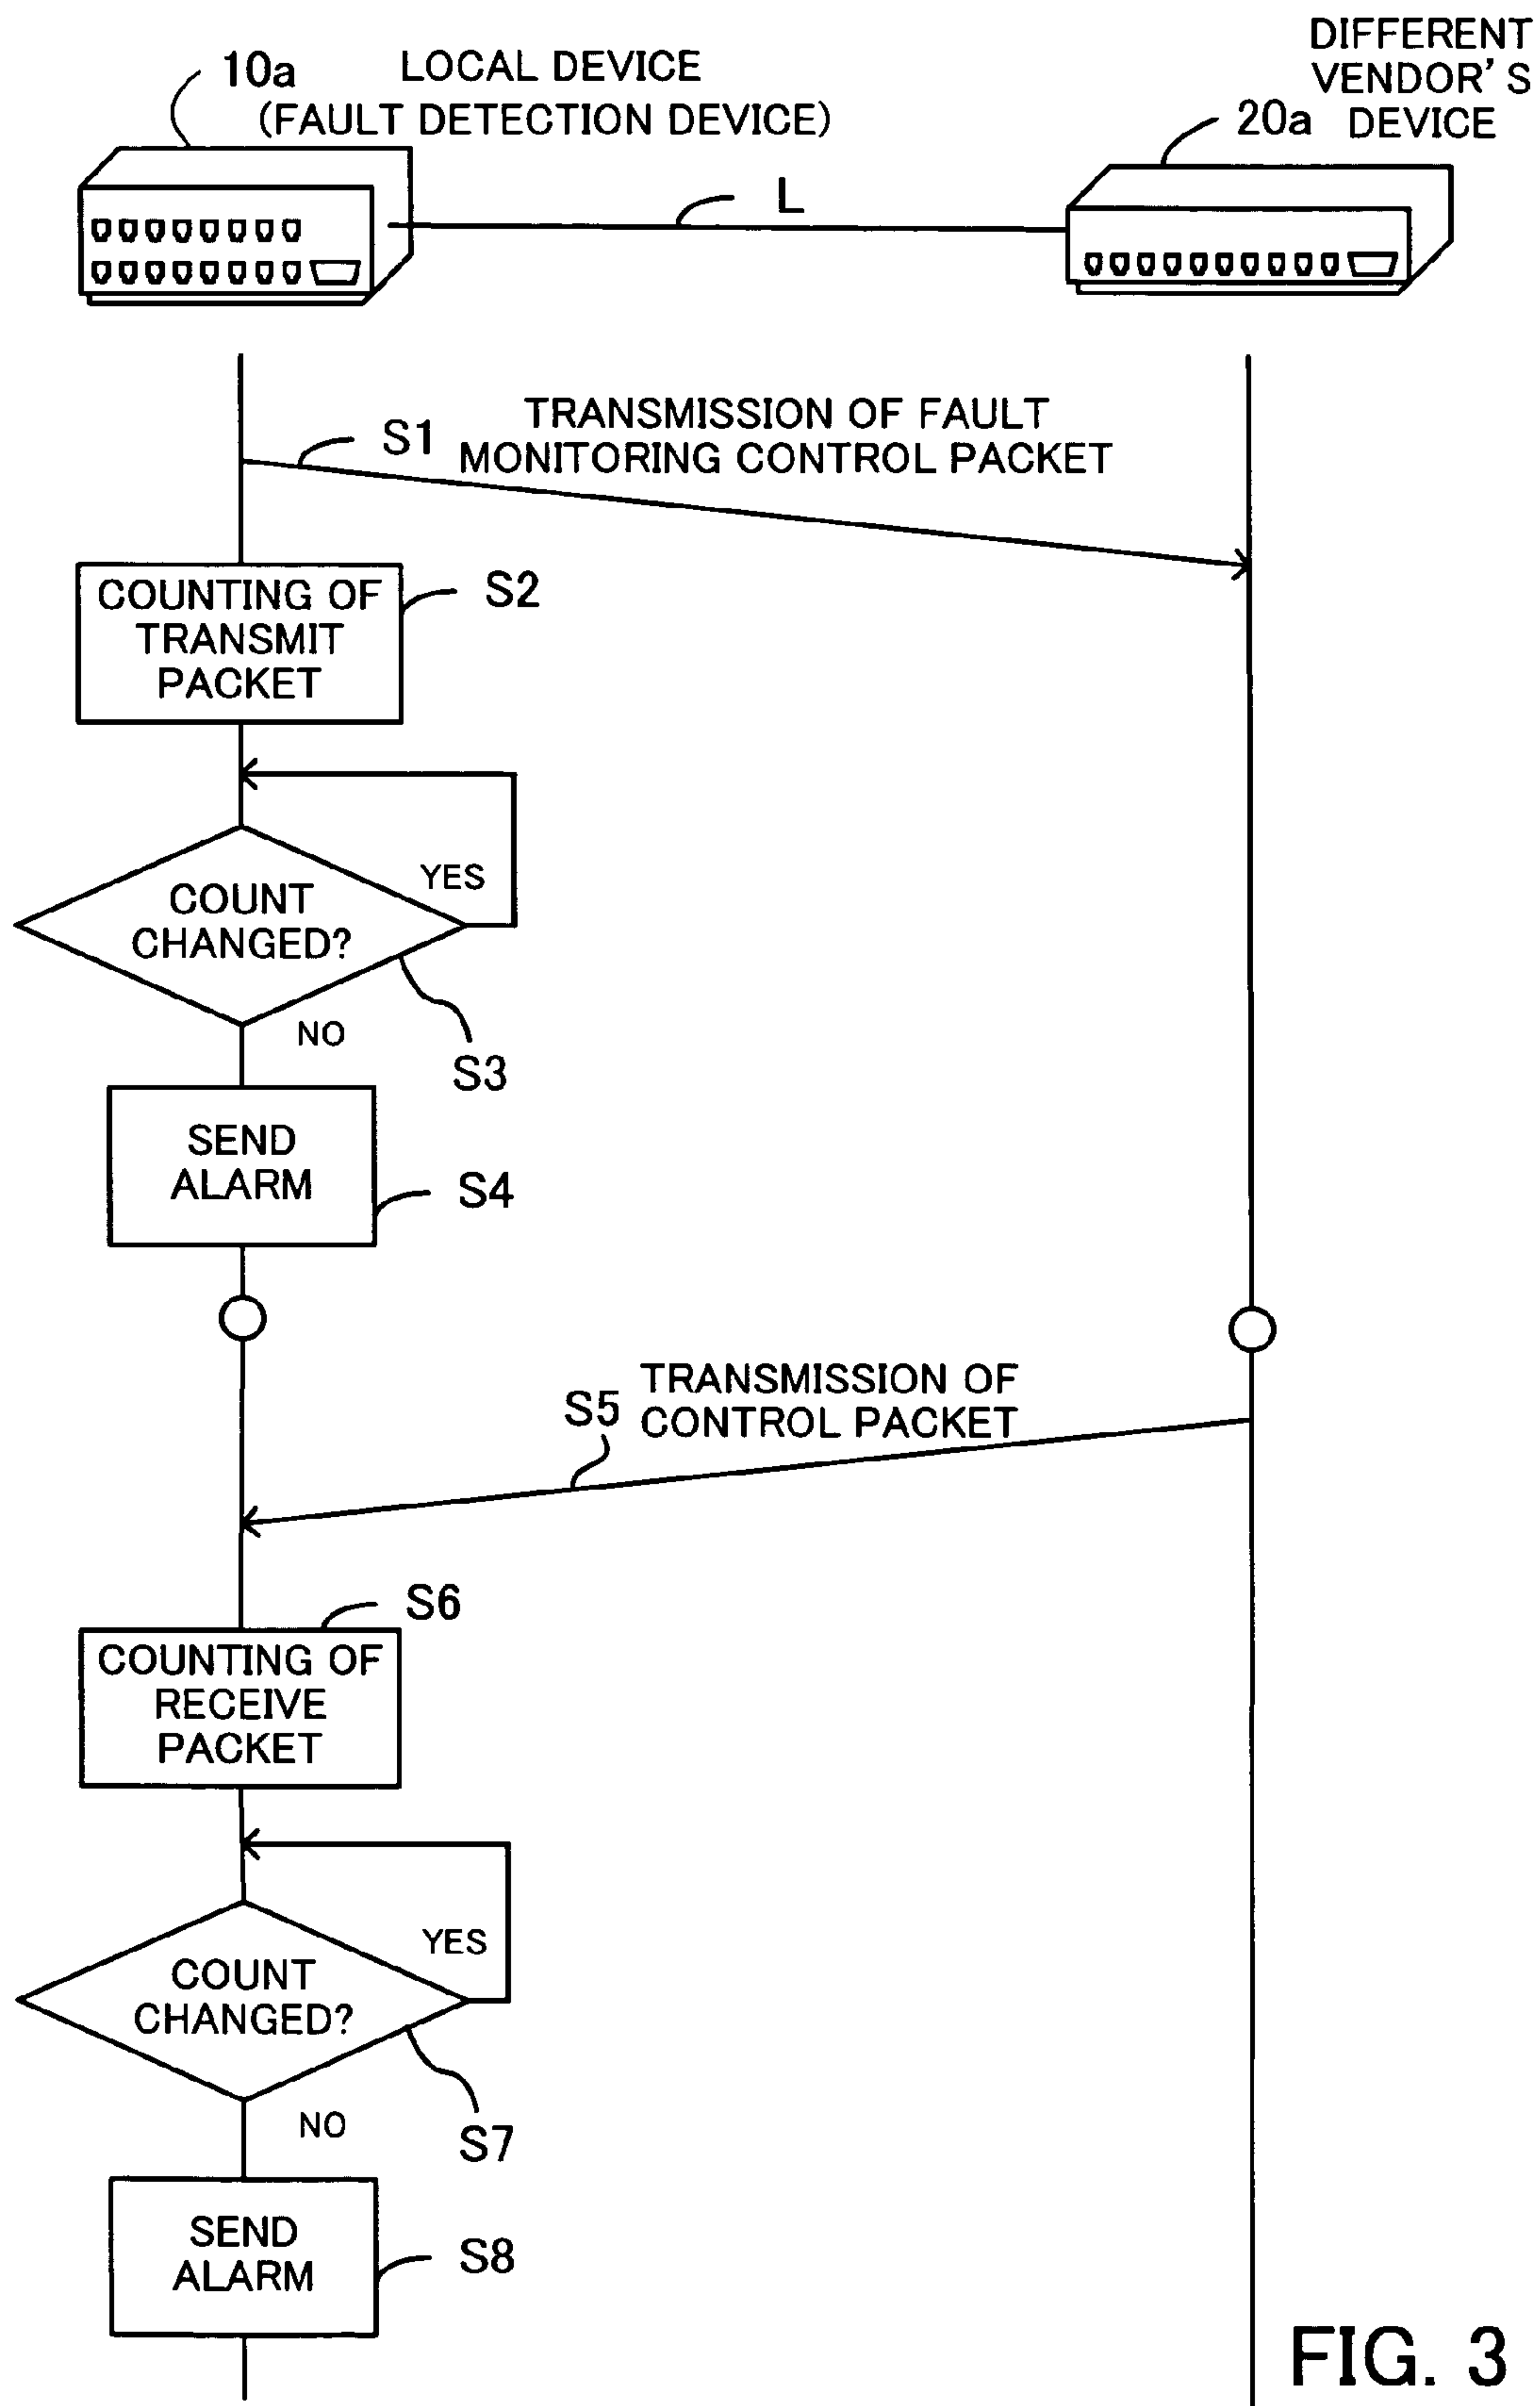 10a
LOCAL DEVICE
(FAULT DETECTION DEVICE)
DIFFERENT
VENDOR'S
DEVICE
20a
L
S1
TRANSMISSION OF FAULT
MONITORING CONTROL PACKET
COUNTING OF
TRANSMIT
PACKET
S2
YES
COUNT
CHANGED?
NO
S3
SEND
ALARM
S4
TRANSMISSION OF
CONTROL PACKET
S5
S6
COUNTING OF
RECEIVE
PACKET
YES
COUNT
CHANGED?
NO
S7
SEND
ALARM
S8
FIG. 3